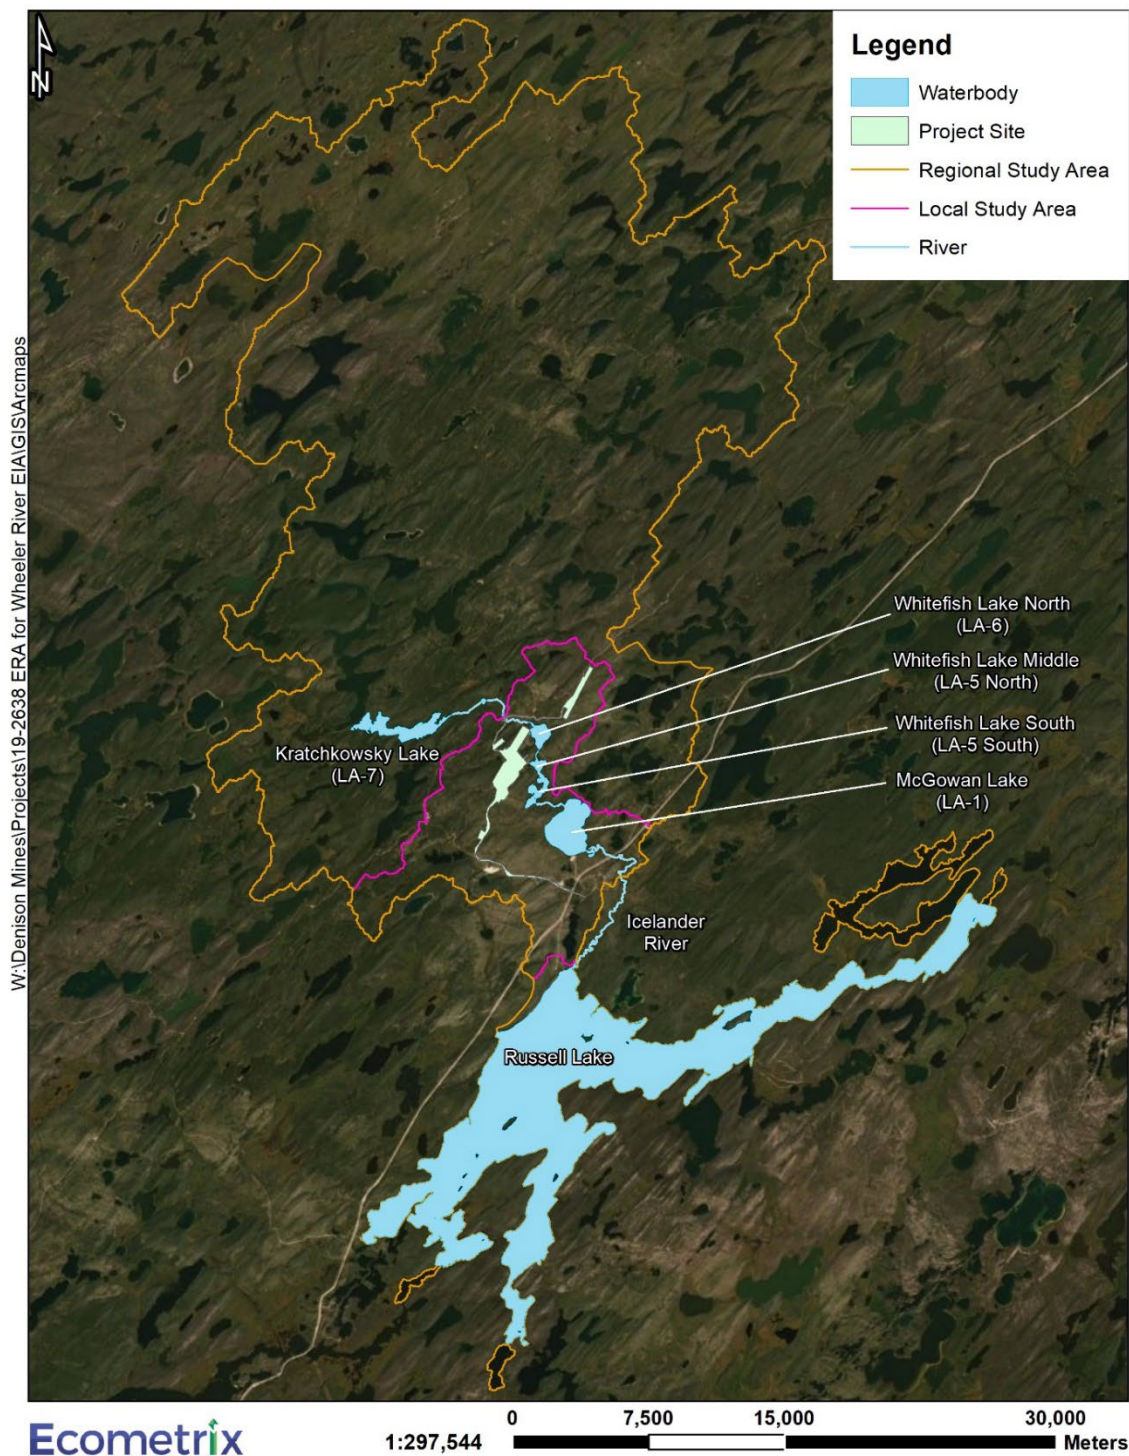 N
Legend
Waterbody
Project Site
Regional Study Area
Local Study Area
River
W:\Denison Mines\Projects\19-2638 ERA for Wheeler River EIA\GIS\Arcmaps
Whitefish Lake North
(LA-6)
Whitefish Lake Middle
(LA-5 North)
Whitefish Lake South
(LA-5 South)
McGowan Lake
(LA-1)
Kratchkowsky Lake
(LA-7)
Icelander
River
Russell Lake
Ecometrix
1:297,544
0 7,500 15,000 30,000
Meters